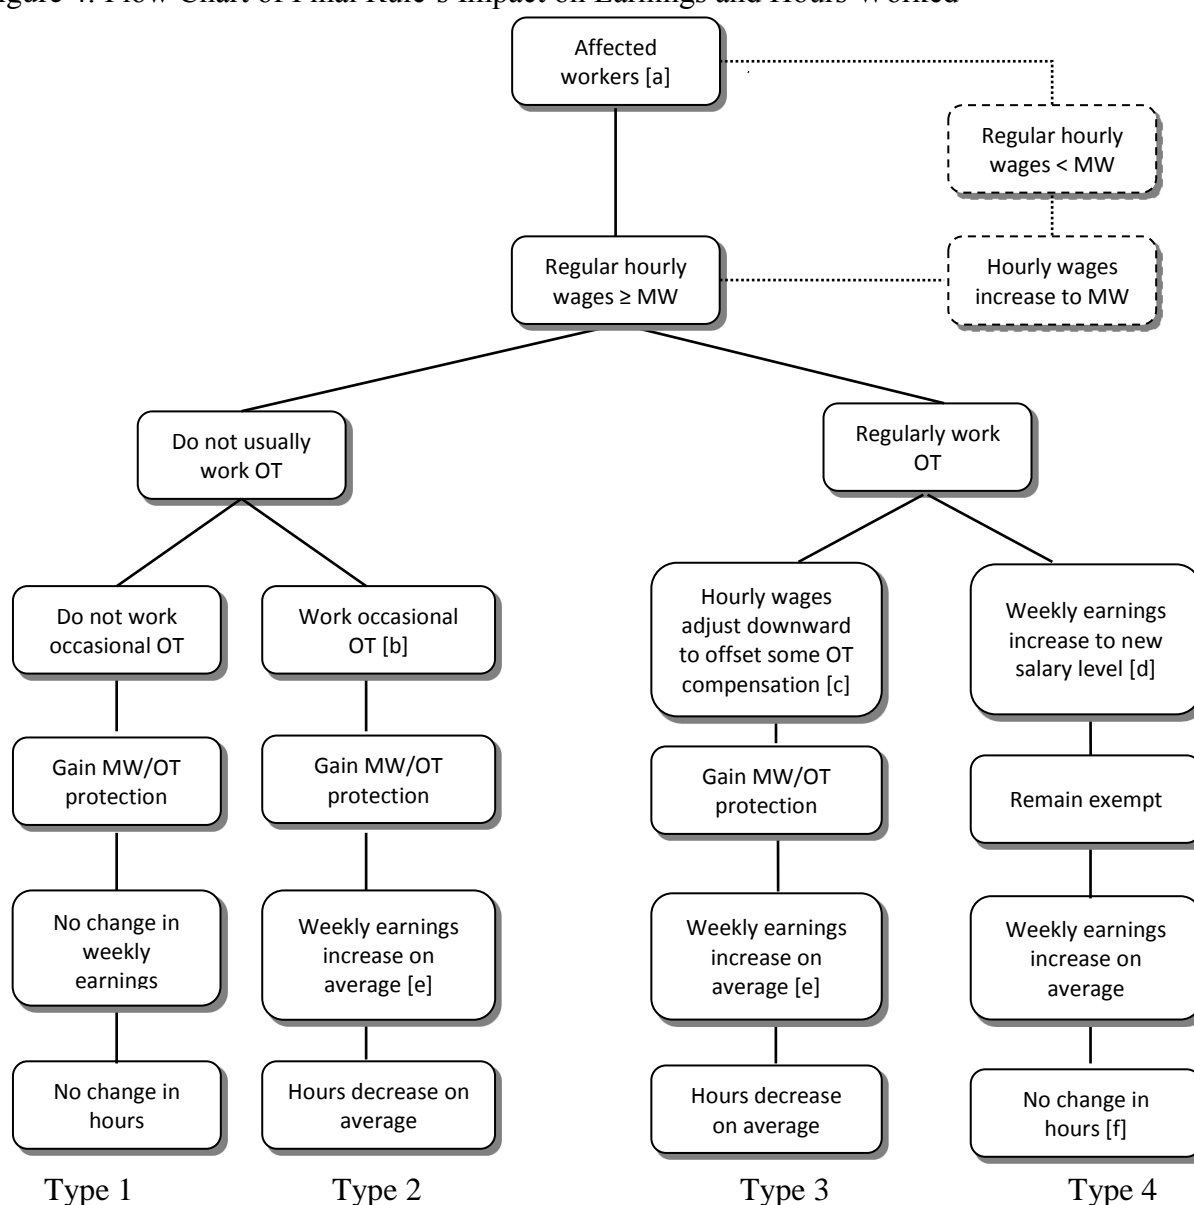 Figure 4: Flow Chart of Final Rule's Impact on Earnings and Hours Worked
Affected
workers [a]
Regular hourly
wages < MW
Regular hourly
wages ≥ MW
Hourly wages
increase to MW
Do not usually
work OT
Regularly work
OT
Do not work
occasional OT
Work occasional
OT [b]
Hourly wages
adjust downward
to offset some OT
compensation [c]
Weekly earnings
increase to new
salary level [d]
Gain MW/OT
protection
Gain MW/OT
protection
Gain MW/OT
protection
Remain exempt
No change in
weekly
earnings
Weekly earnings
increase on
average [e]
Weekly earnings
increase on
average [e]
Weekly earnings
increase on
average
No change in
hours
Hours decrease on
average
Hours decrease
on average
No change in
hours [f]
Type 1
Type 2
Type 3
Type 4